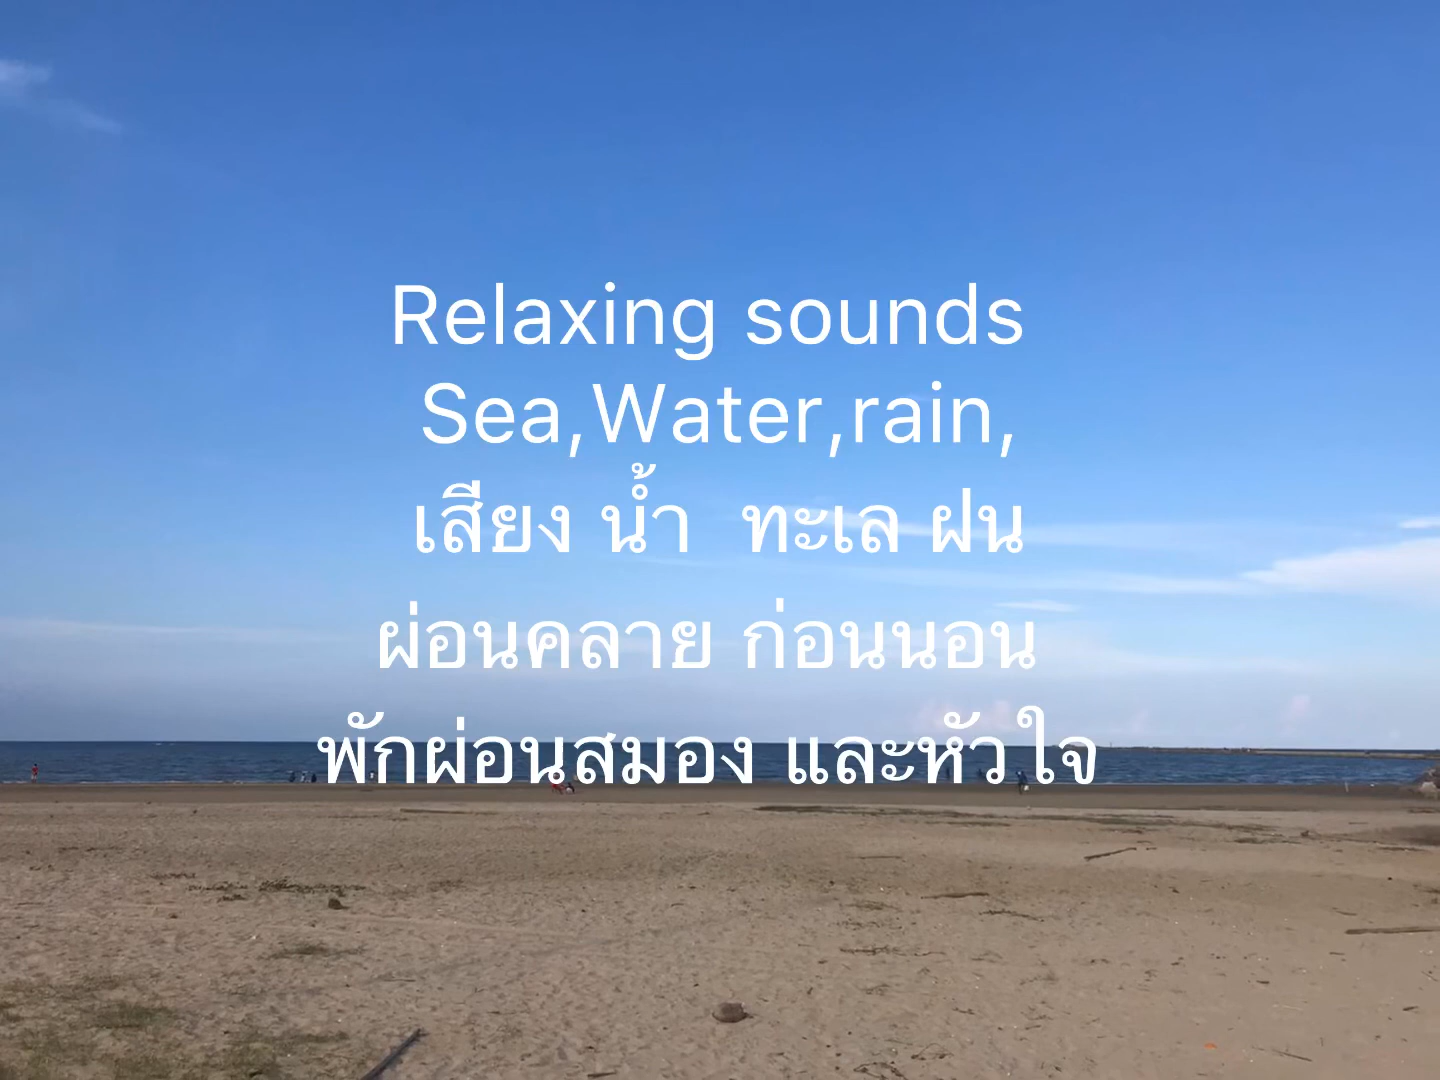 Relaxing sounds
Sea,Water,rain,
เสียง น้ำ ทะเล ฝน
ผ่อนคลาย ก่อนนอน
พักผ่อนสมอง และหัวใจ